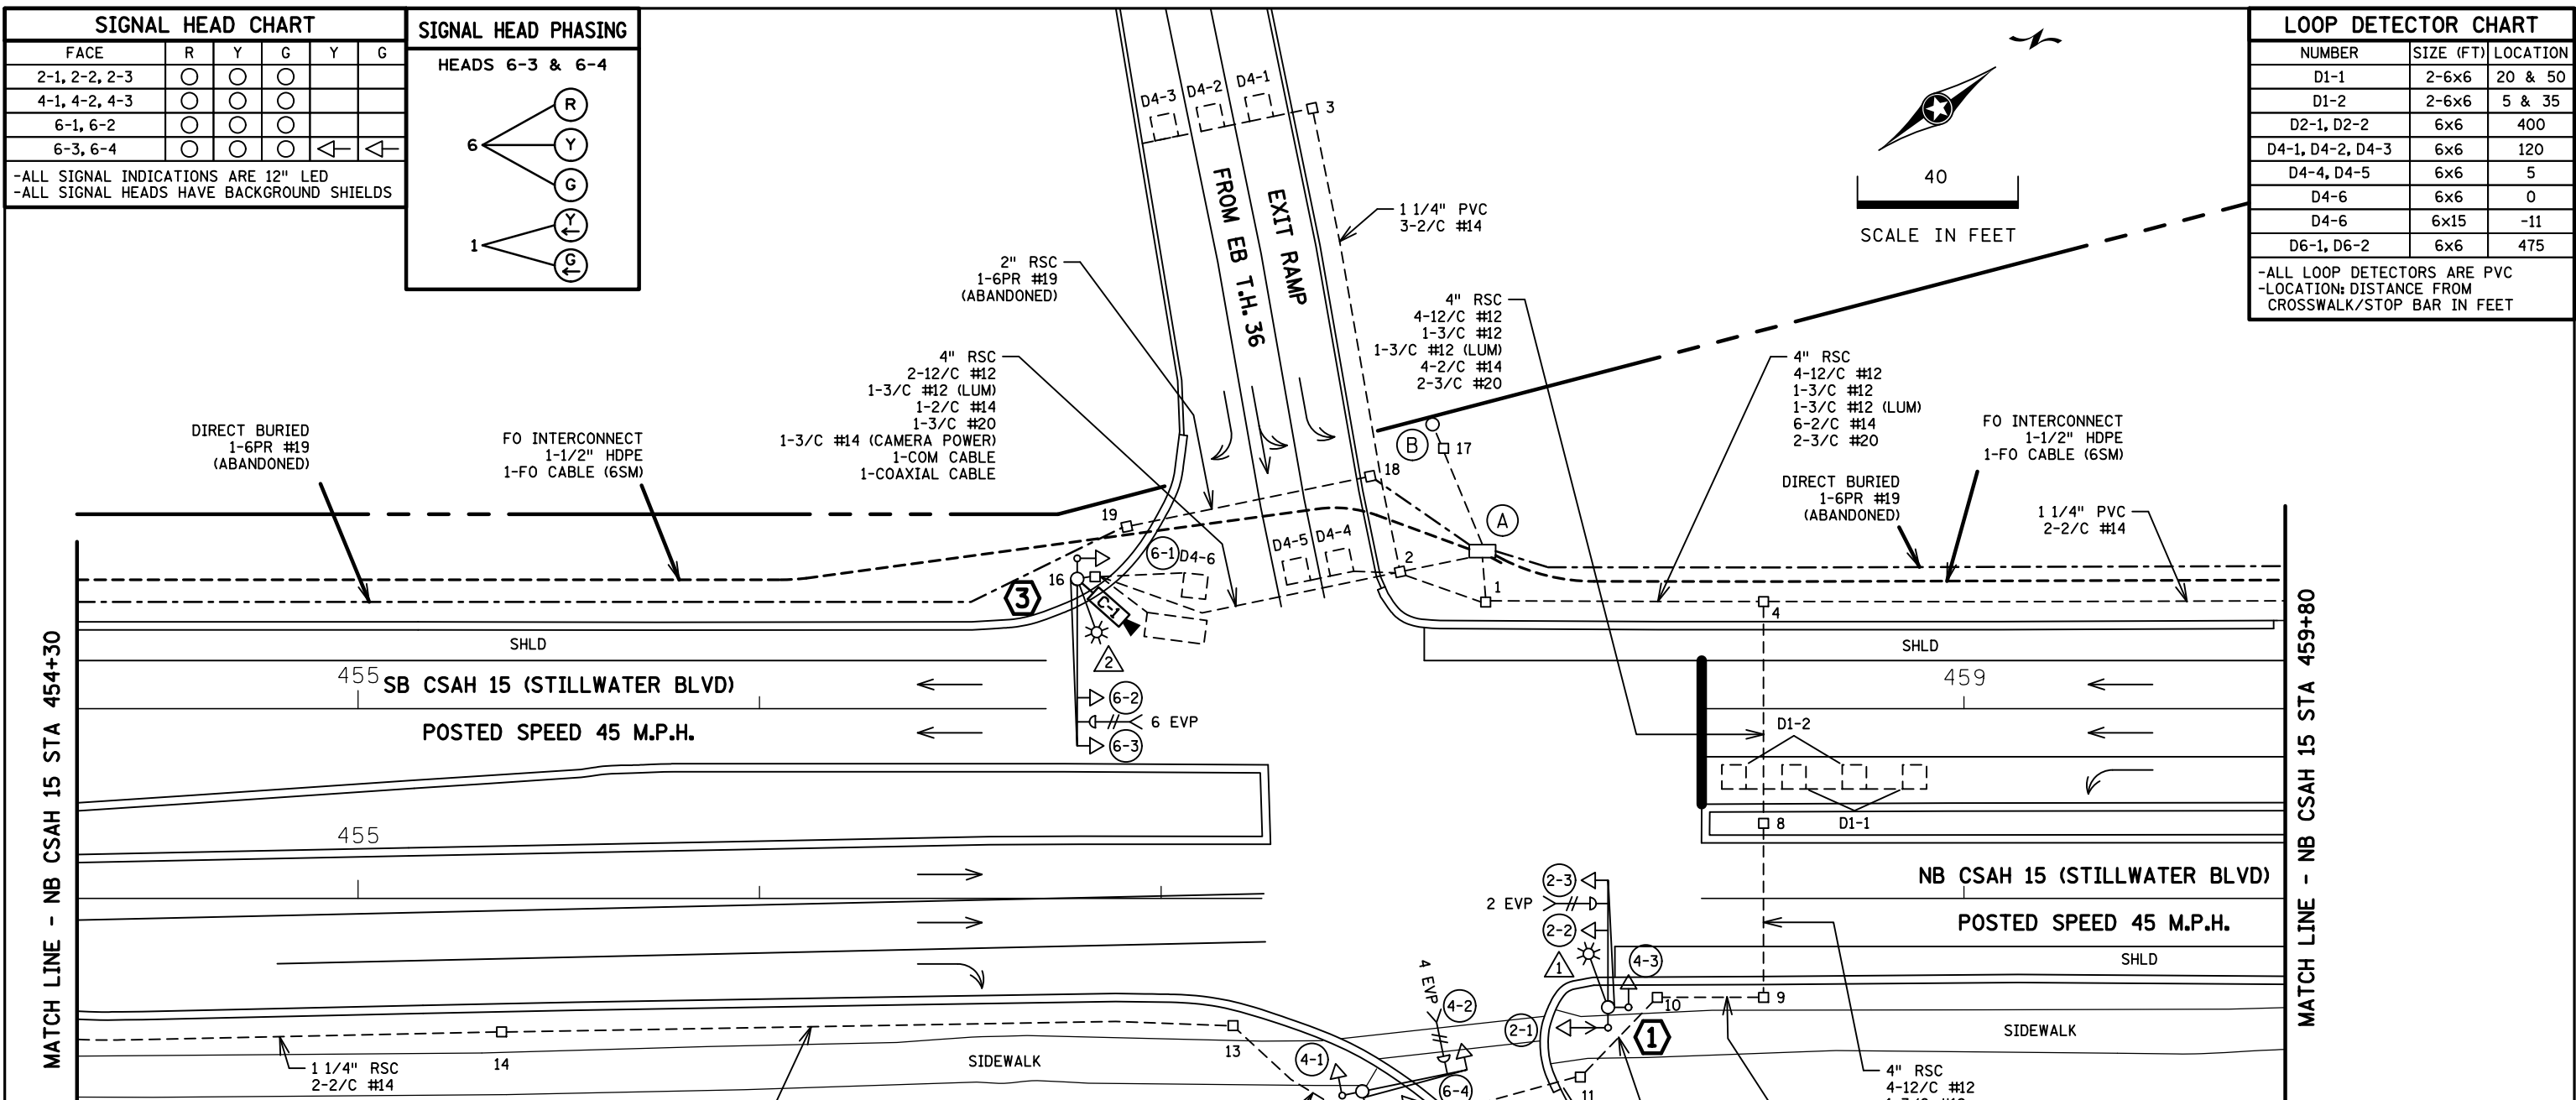 SIGNAL HEAD CHART
FACE R Y G Y G
2-1, 2-2, 2-3
4-1, 4-2, 4-3
6-1, 6-2
6-3, 6-4
-ALL SIGNAL INDICATIONS ARE 12" LED
-ALL SIGNAL HEADS HAVE BACKGROUND SHIELDS
SIGNAL HEAD PHASING
HEADS 6-3 & 6-4
R
6 Y
G
Y
1
G
LOOP DETECTOR CHART
NUMBER SIZE (FT) LOCATION
D1-1 2-6x6 20 & 50
D1-2 2-6x6 5 & 35
D2-1, D2-2 6x6 400
D4-1, D4-2, D4-3 6x6 120
D4-4, D4-5 6x6 5
D4-6 6x6 0
D4-6 6x15 -11
D6-1, D6-2 6x6 475
-ALL LOOP DETECTORS ARE PVC
-LOCATION: DISTANCE FROM
CROSSWALK/STOP BAR IN FEET
40
SCALE IN FEET
D4-3 D4-2 D4-1
3
FROM EB T.H. 36
EXIT RAMP
1 1/4" PVC
3-2/C #14
2" RSC
1-6PR #19
(ABANDONED)
4" RSC
4-12/C #12
1-3/C #12
1-3/C #12 (LUM)
4-2/C #14
2-3/C #20
4" RSC
2-12/C #12
1-3/C #12 (LUM)
1-2/C #14
1-3/C #20
1-3/C #14 (CAMERA POWER)
1-COM CABLE
1-COAXIAL CABLE
4" RSC
4-12/C #12
1-3/C #12
1-3/C #12 (LUM)
6-2/C #14
2-3/C #20
DIRECT BURIED
1-6PR #19
(ABANDONED)
FO INTERCONNECT
1-1/2" HDPE
1-FO CABLE (6SM)
FO INTERCONNECT
1-1/2" HDPE
1-FO CABLE (6SM)
DIRECT BURIED
1-6PR #19
(ABANDONED)
1 1/4" PVC
2-2/C #14
B
17
18
A
19
6-1
D4-6
D4-5 D4-4
2
16
3
C-1
1
4
2
MATCH LINE - NB CSAH 15 STA 454+30
MATCH LINE - NB CSAH 15 STA 459+80
SHLD
SHLD
455
SB CSAH 15 (STILLWATER BLVD)
POSTED SPEED 45 M.P.H.
6-2
6 EVP
6-3
459
D1-2
D1-1
8
455
NB CSAH 15 (STILLWATER BLVD)
POSTED SPEED 45 M.P.H.
2-3
2 EVP
2-2
1
4-3
SHLD
4 EVP
4-2
10
9
2-1
1
SIDEWALK
14
13
SIDEWALK
4-1
6-4
11
1 1/4" RSC
2-2/C #14
4" RSC
4-12/C #12